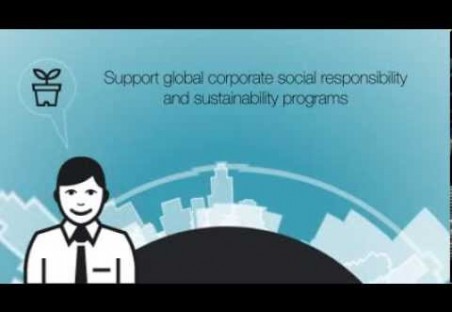 Support global corporate social responsibility
and sustainability programs